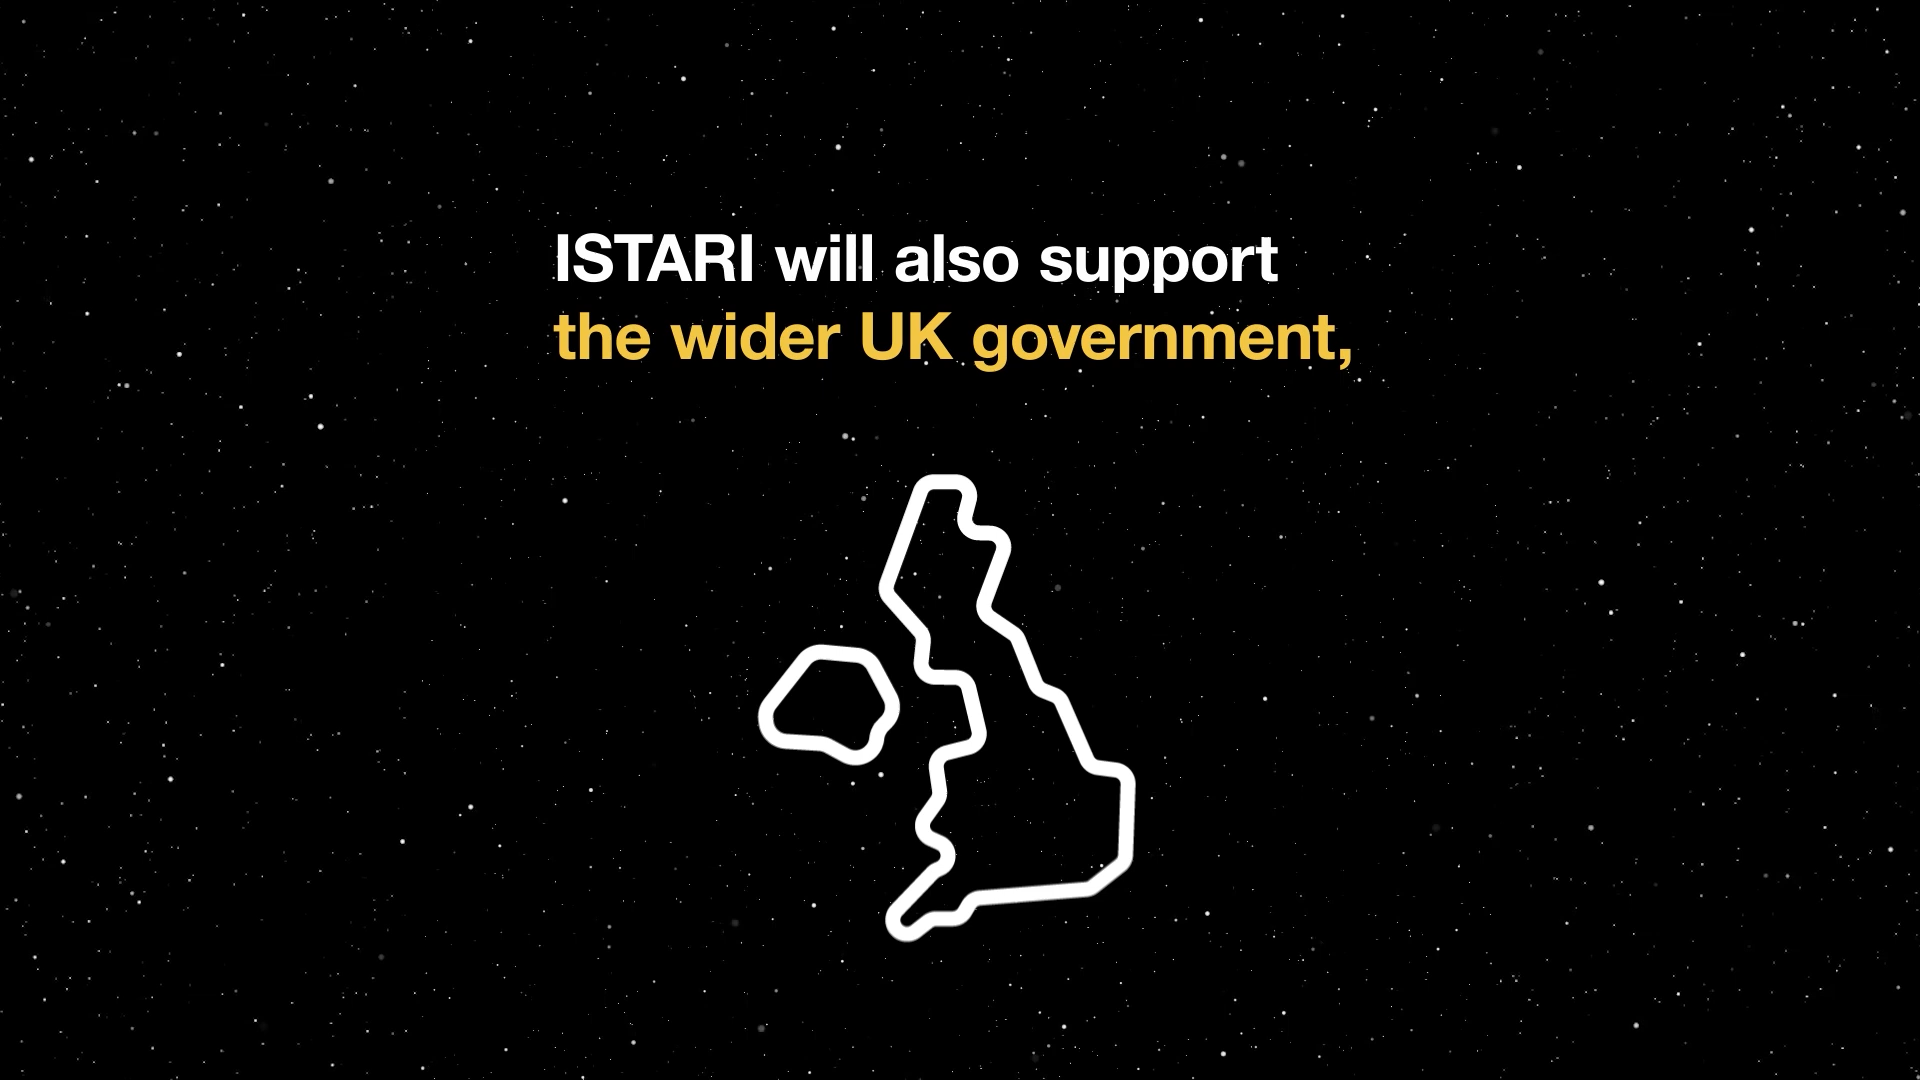 ISTARI will also support
the wider UK government,